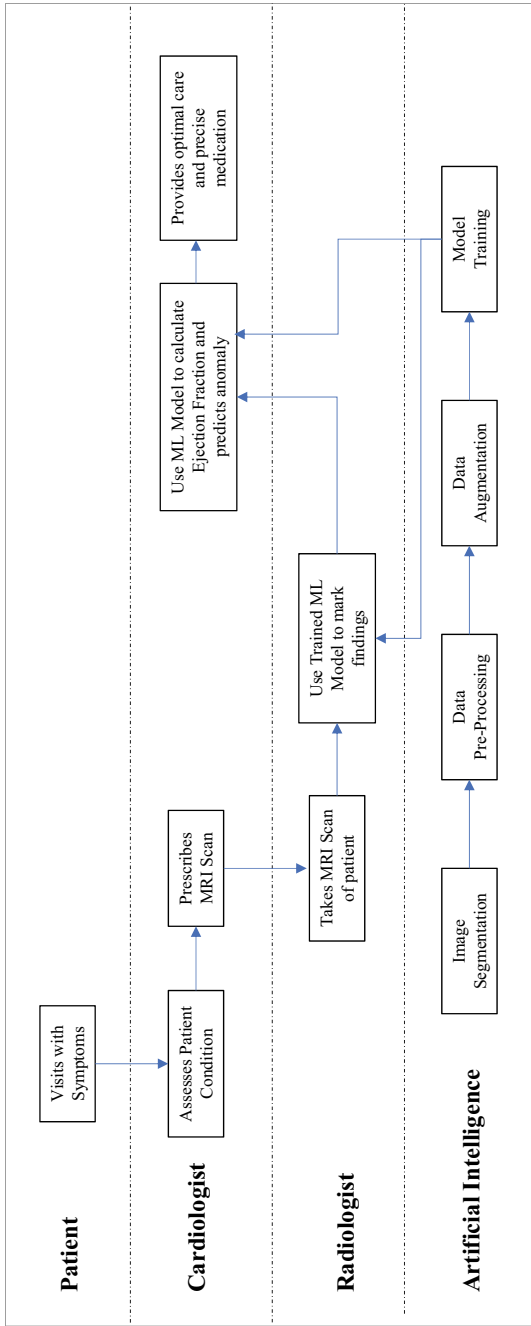 Patient
Visits with
Symptoms
Cardiologist
Assesses Patient
Condition
Prescribes
MRI Scan
Use ML Model to calculate
Ejection Fraction and
predicts anomaly
Provides optimal care
and precise
medication
Radiologist
Takes MRI Scan
of patient
Use Trained ML
Model to mark
findings
Artificial Intelligence
Image
Segmentation
Data
Pre-Processing
Data
Augmentation
Model
Training